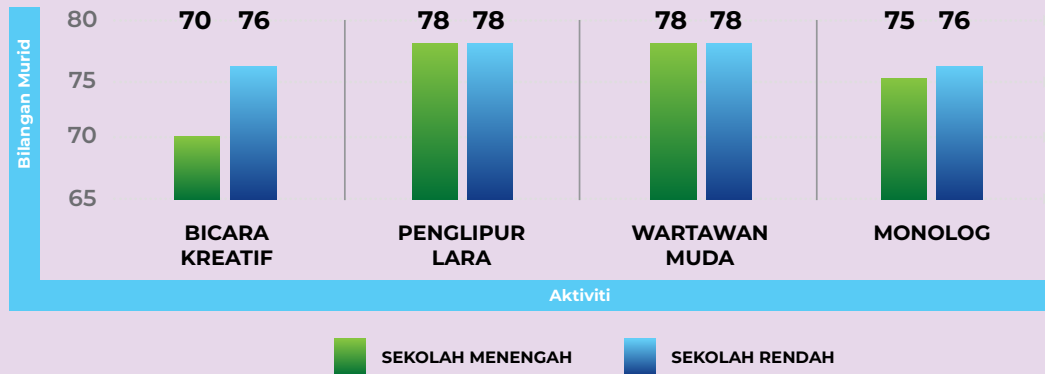 80
75
70
65
Bilangan Murid
70 76
78 78
78 78
75 76
BICARA
KREATIF
PENGLIPUR
LARA
WARTAWAN
MUDA
MONOLOG
Aktiviti
SEKOLAH MENENGAH
SEKOLAH RENDAH